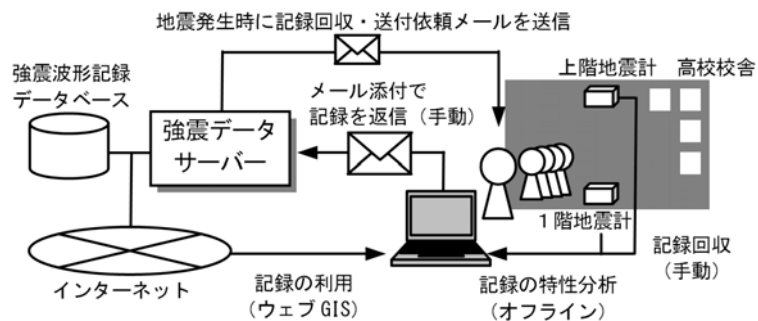 地震発生時に記録回収・送付依頼メールを送信
強震波形記録
データベース
上階地震計
高校校舎
メール添付で
記録を返信（手動）
強震データ
サーバー
1階地震計
記録回収
（手動）
インターネット
記録の利用
（ウェブGIS）
記録の特性分析
（オフライン）